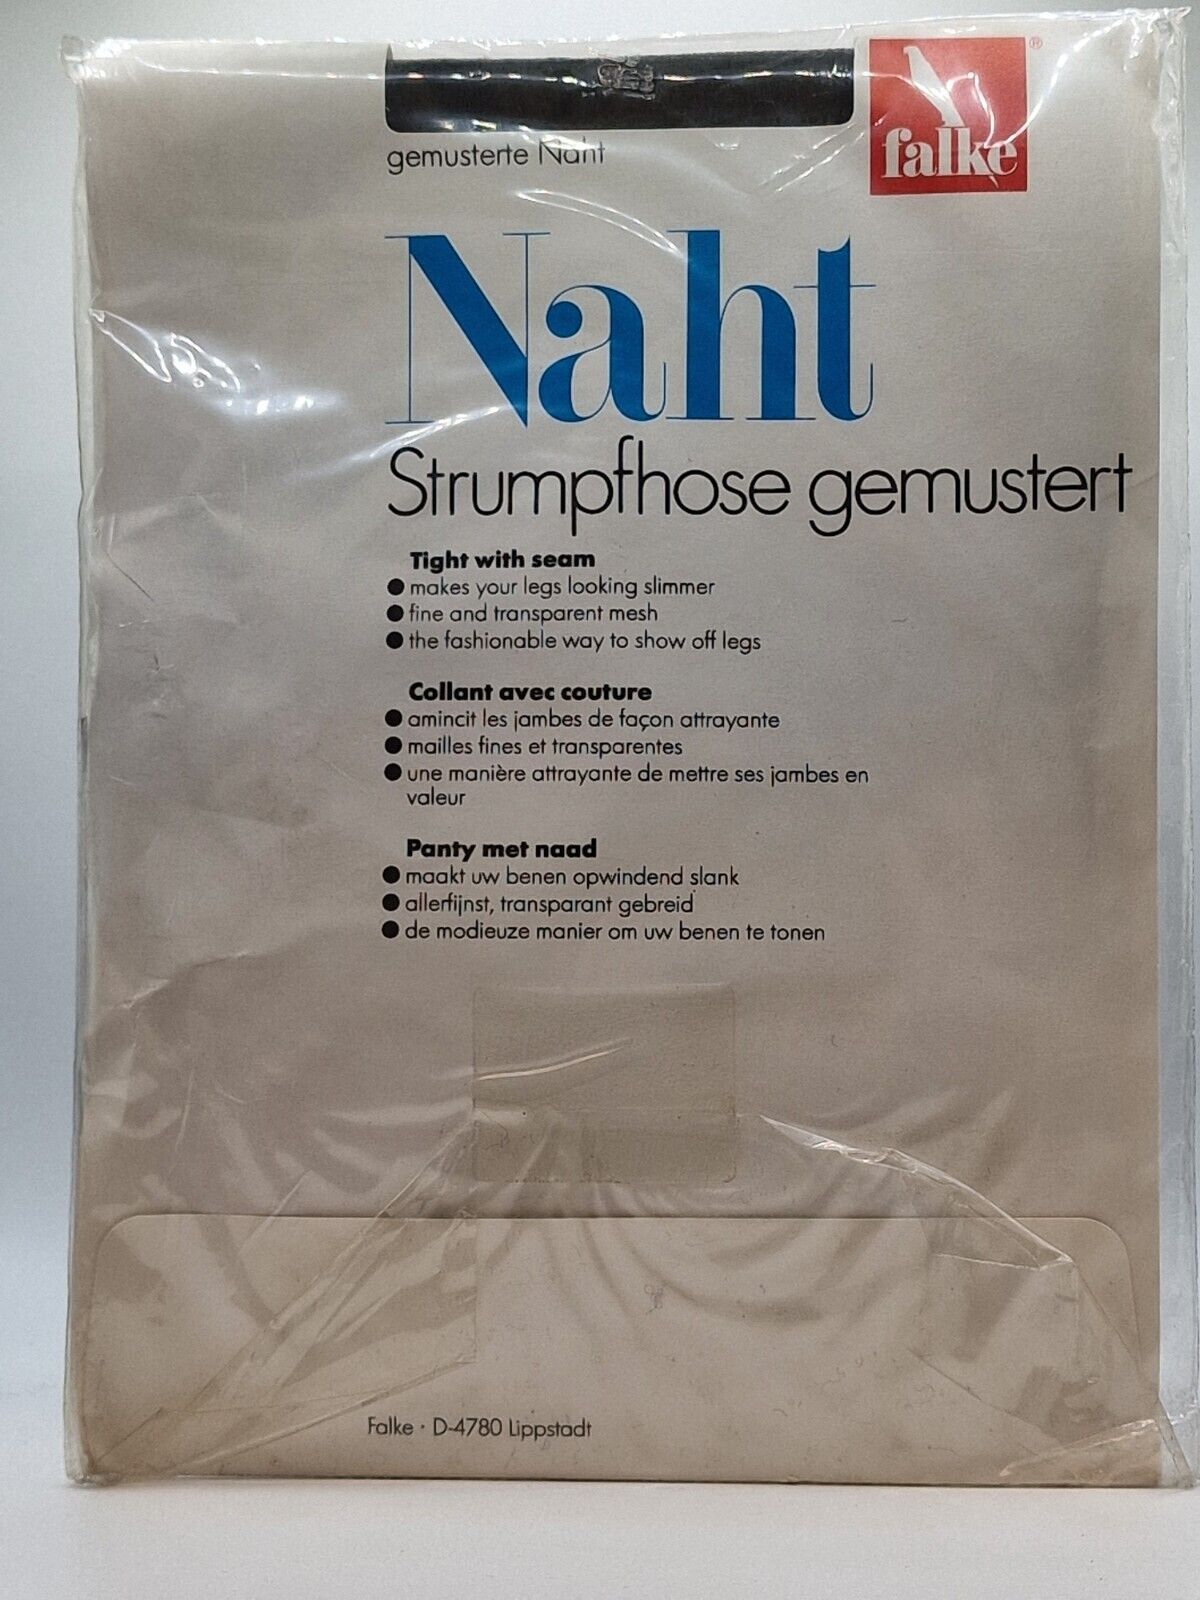 gemusterte Naht
falke ®
Naht
Strumpfhose gemustert
Tight with seam
● makes your legs looking slimmer
● fine and transparent mesh
● the fashionable way to show off legs
Collant avec couture
● amincit les jambes de façon attrayante
● mailles fines et transparentes
● une manière attrayante de mettre ses jambes en
valeur
Panty met naad
● maakt uw benen opwindend slank
● allerfijnst, transparant gebreid
● de modieuze manier om uw benen te tonen
Falke · D-4780 Lippstadt